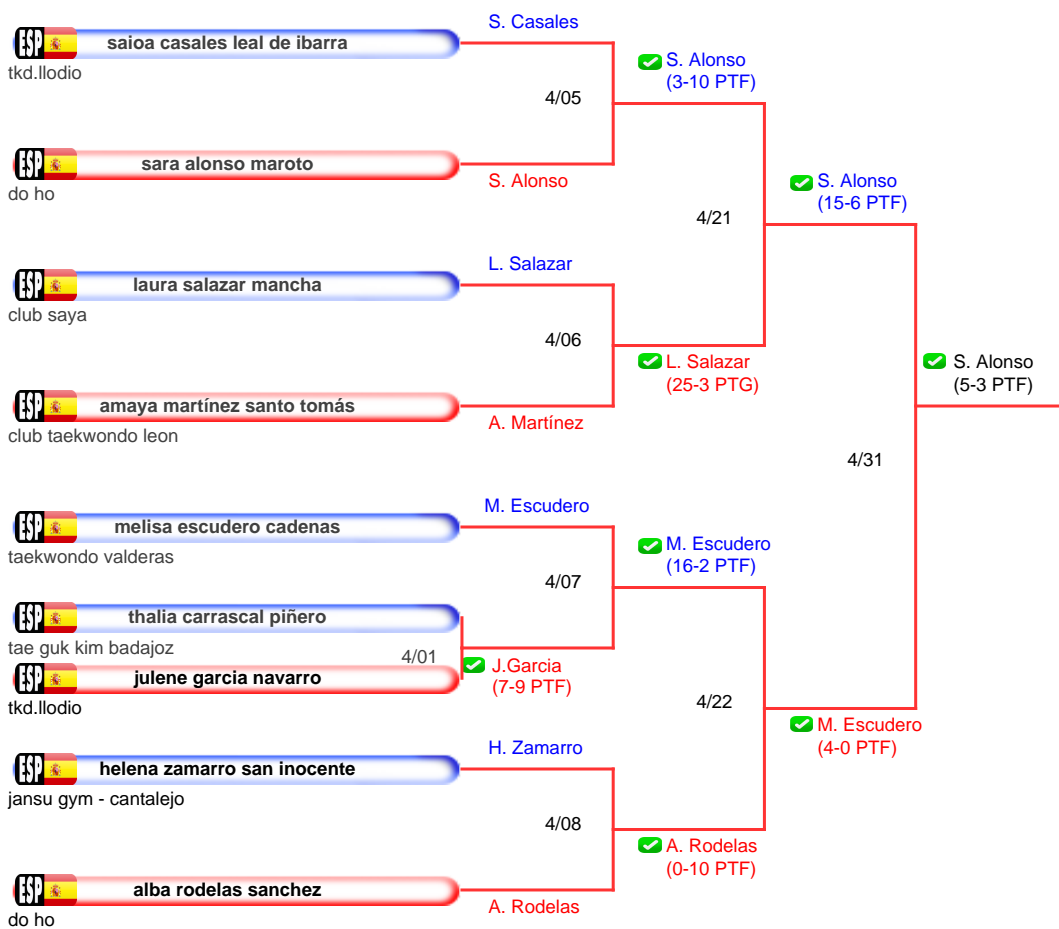 S. Casales
ESP saioa casales leal de ibarra
tkd.llodio
S. Alonso
(3-10 PTF)
4/05
ESP sara alonso maroto
S. Alonso
do ho
S. Alonso
(15-6 PTF)
4/21
L. Salazar
ESP laura salazar mancha
club saya
4/06
L. Salazar
(25-3 PTG)
S. Alonso
(5-3 PTF)
ESP amaya martínez santo tomás
A. Martínez
club taekwondo leon
4/31
M. Escudero
ESP melisa escudero cadenas
taekwondo valderas
M. Escudero
(16-2 PTF)
4/07
ESP thalia carrascal piñero
tae guk kim badajoz
4/01
J.Garcia
(7-9 PTF)
ESP julene garcia navarro
tkd.llodio
4/22
M. Escudero
(4-0 PTF)
H. Zamarro
ESP helena zamarro san inocente
jansu gym - cantalejo
4/08
A. Rodelas
(0-10 PTF)
ESP alba rodelas sanchez
A. Rodelas
do ho